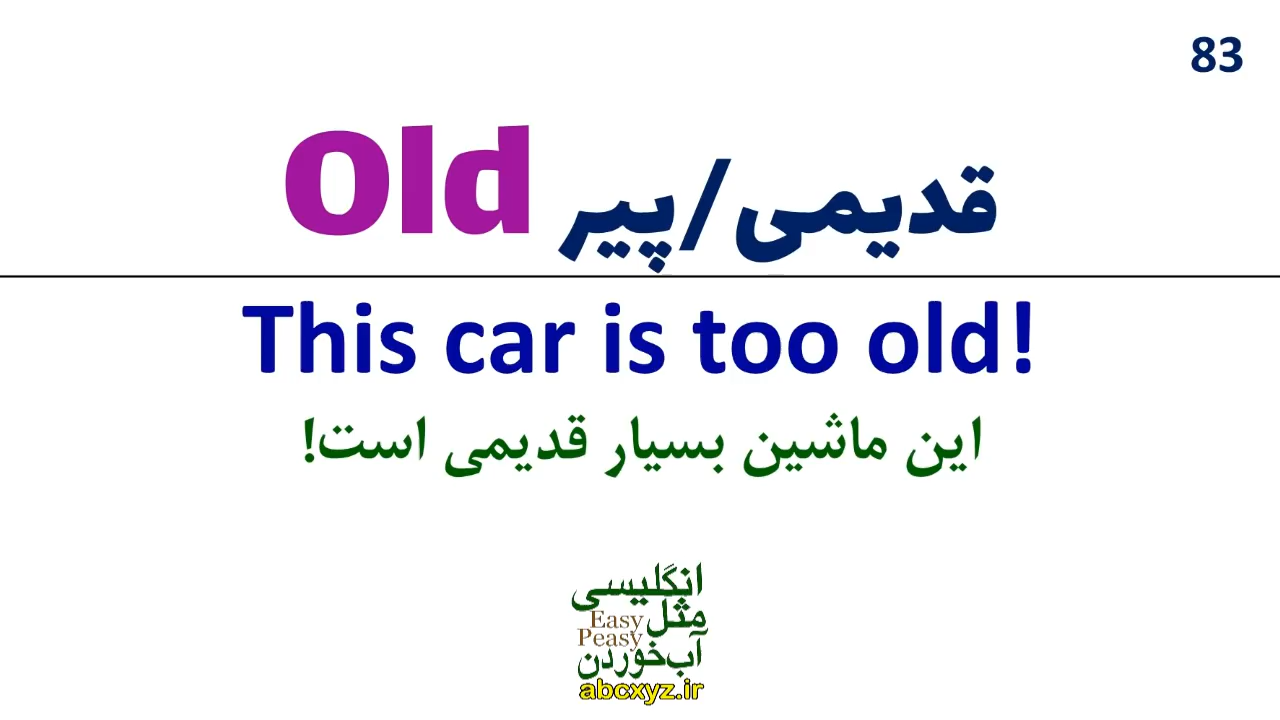 83
Old قدیمی/پیر
This car is too old!
این ماشین بسیار قدیمی است!
انگلیسی
مثل
Easy
Peasy
آب‌خوردن
abcxyz.ir